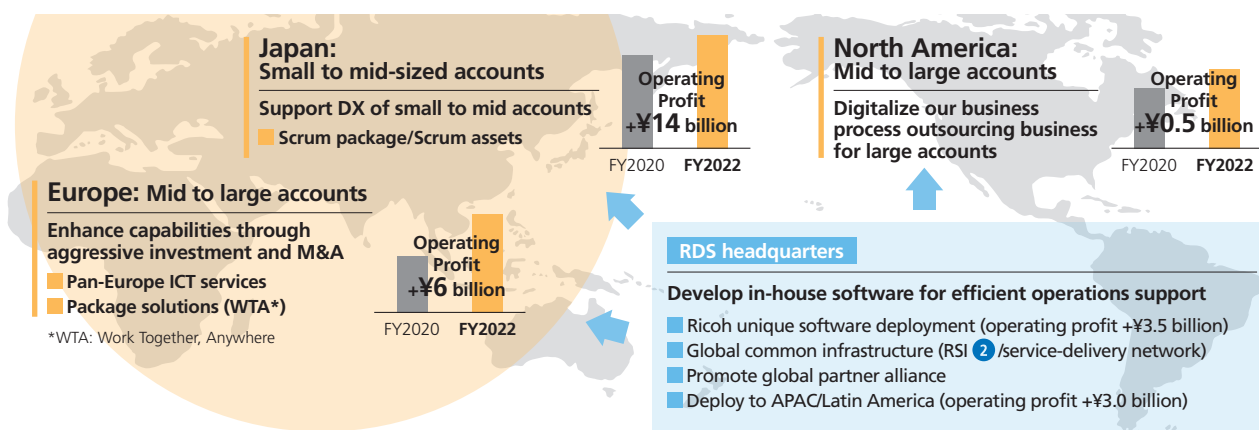 Japan:
Small to mid-sized accounts
Support DX of small to mid accounts
Scrum package/Scrum assets
Operating
Profit
+¥14 billion
FY2020 FY2022
North America:
Mid to large accounts
Digitalize our business
process outsourcing business
for large accounts
Operating
Profit
+¥0.5 billion
FY2020 FY2022
Europe: Mid to large accounts
Enhance capabilities through
aggressive investment and M&A
Pan-Europe ICT services
Package solutions (WTA*)
*WTA: Work Together, Anywhere
Operating
Profit
+¥6 billion
FY2020 FY2022
RDS headquarters
Develop in-house software for efficient operations support
Ricoh unique software deployment (operating profit +¥3.5 billion)
Global common infrastructure (RSI 2 /service-delivery network)
Promote global partner alliance
Deploy to APAC/Latin America (operating profit +¥3.0 billion)